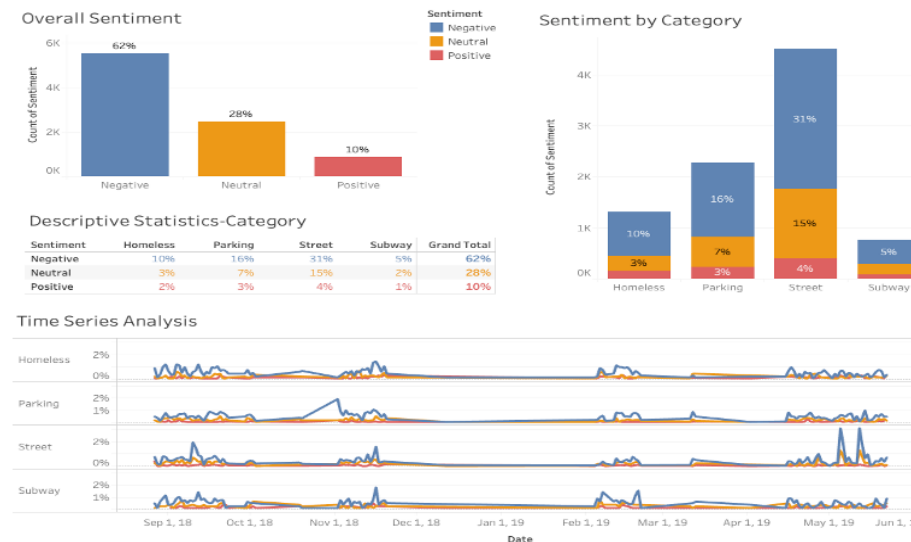 Overall Sentiment
Sentiment
Negative
Neutral
Positive
Sentiment by Category
6K
4K
2K
0K
Count of Sentiment
62%
28%
10%
Negative
Neutral
Positive
4K
3K
2K
1K
0K
Count of Sentiment
10%
3%
16%
7%
3%
31%
15%
4%
5%
Homeless
Parking
Street
Subway
Descriptive Statistics-Category
Sentiment Homeless Parking Street Subway Grand Total
Negative 10% 16% 31% 5% 62%
Neutral 3% 7% 15% 2% 28%
Positive 2% 3% 4% 1% 10%
Time Series Analysis
Homeless
2%
0%
Parking
2%
1%
Street
2%
0%
Subway
2%
1%
Sep 1, 18 Oct 1, 18 Nov 1, 18 Dec 1, 18 Jan 1, 19 Feb 1, 19 Mar 1, 19 Apr 1, 19 May 1, 19 Jun 1,
Date